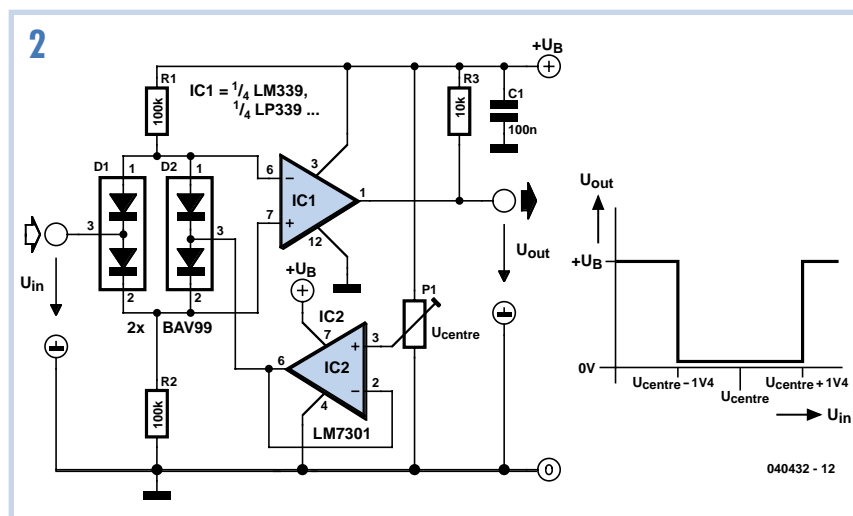 2
+UB
R1
100k
IC1 = 1/4 LM339,
1/4 LP339 ...
R3
10k
C1
100n
D1
1
D2
1
3
3
2
2
6
7
3
IC1
1
12
Uin
Uout
2x BAV99
+UB
IC2
7
IC2
3
2
6
4
LM7301
P1
Ucentre
R2
100k
0
Uout
+UB
0V
Ucentre – 1V4
Ucentre
Ucentre + 1V4
Uin
040432 - 12